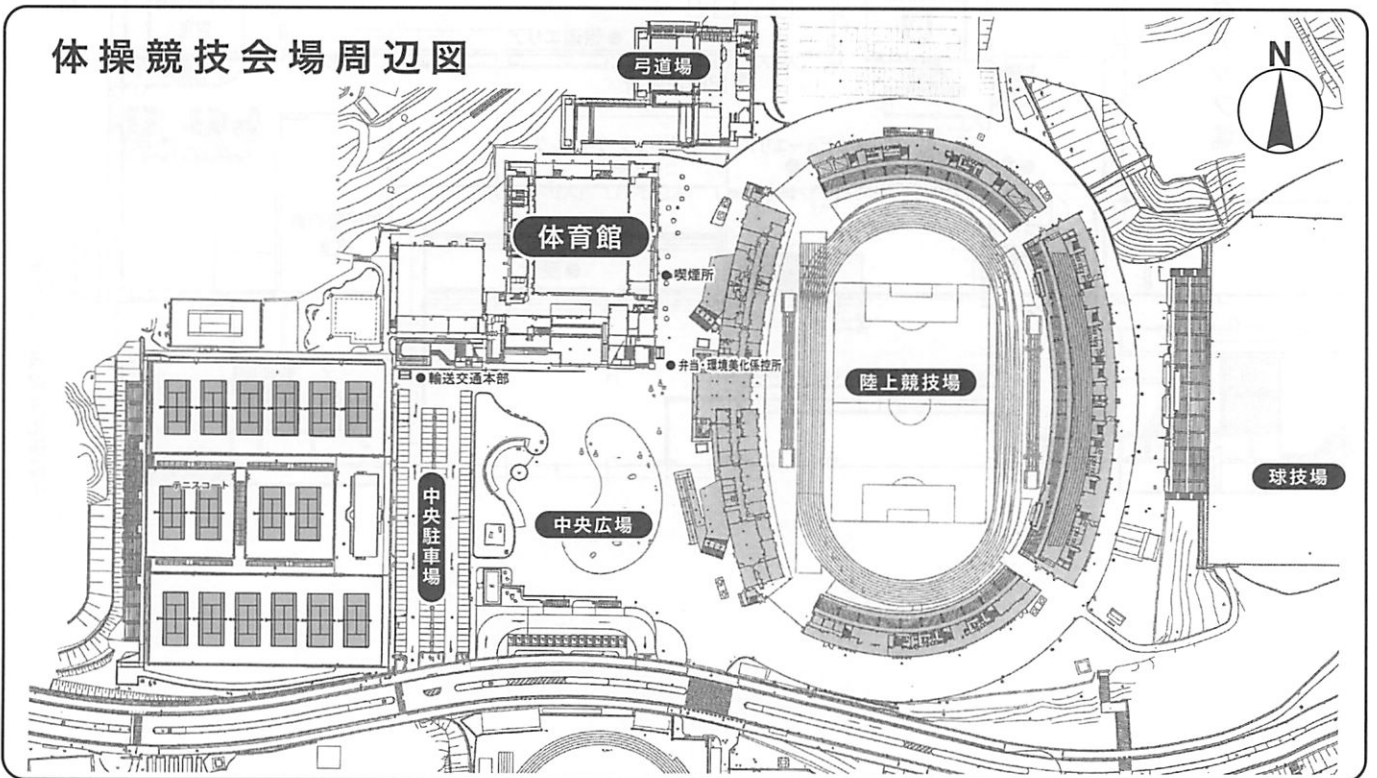 体操競技会場周辺図
弓道場
N
体育館
喫煙所
弁当・環境美化係控所
輸送交通本部
陸上競技場
球技場
テニスコート
中央駐車場
中央広場